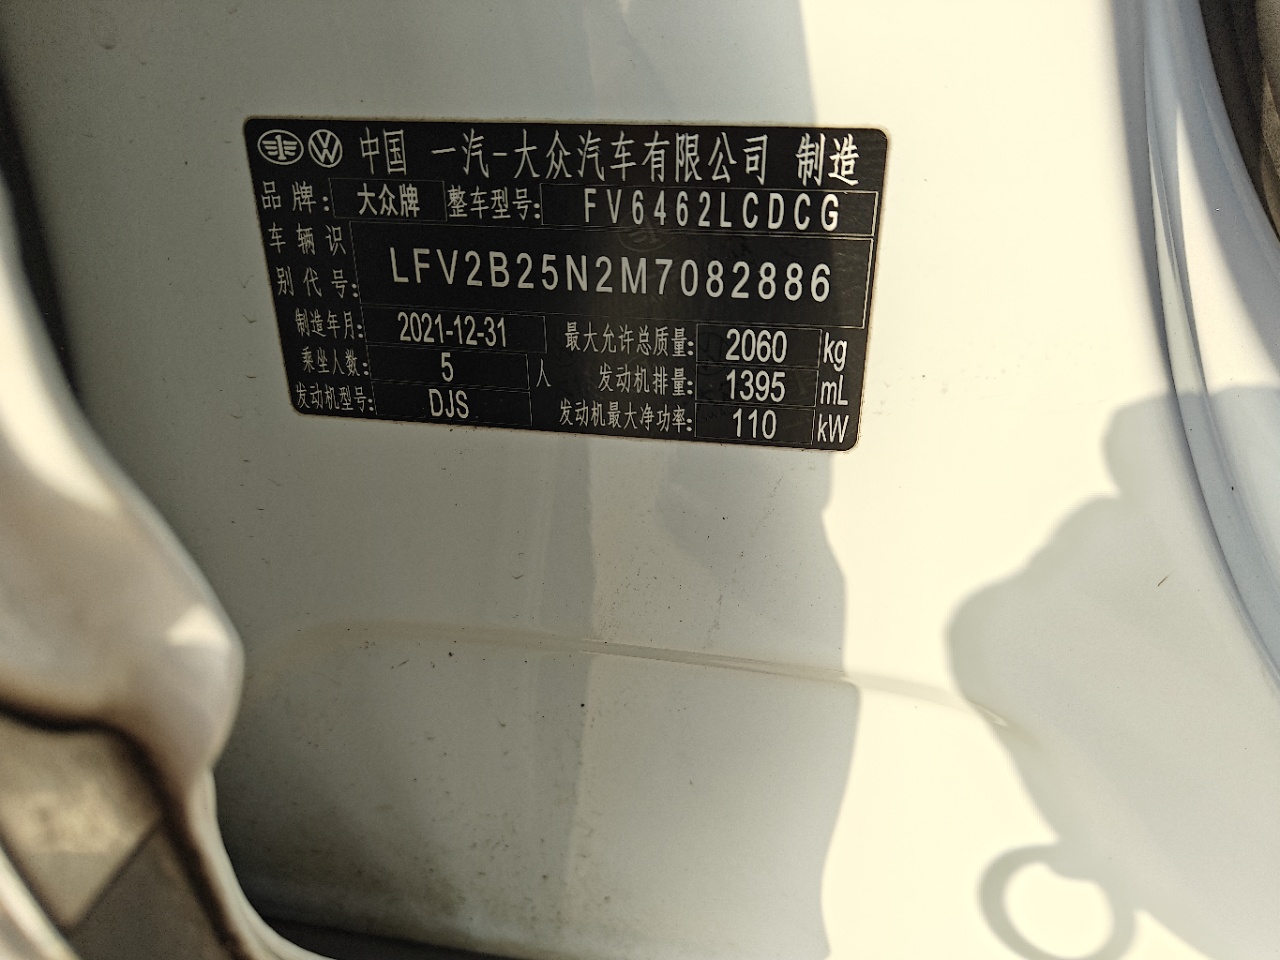 中国 一汽-大众汽车有限公司 制造
品牌: 大众牌 整车型号: FV6462LCDCG
车辆识别代号: LFV2B25N2M7082886
制造年月: 2021-12-31 最大允许总质量: 2060 kg
乘坐人数: 5 人 发动机排量: 1395 mL
发动机型号: DJS 发动机最大净功率: 110 kW